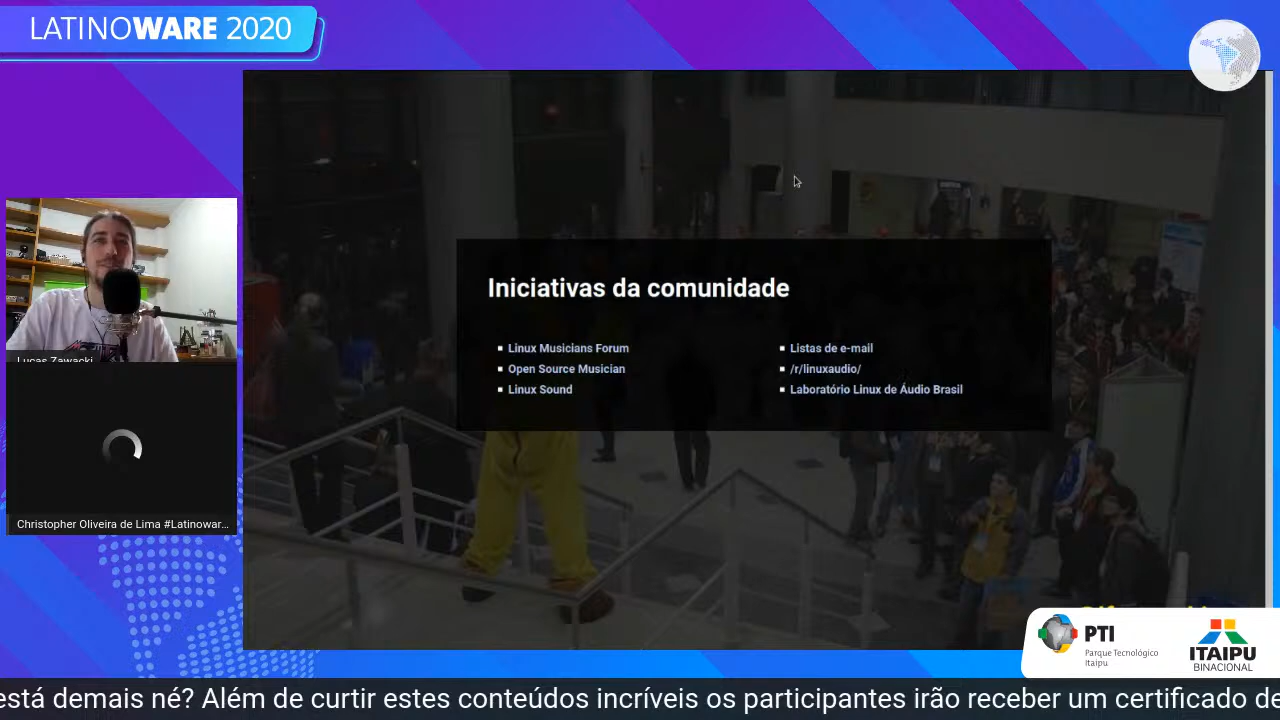 LATINOWARE 2020
Lucas Zawacki
Christopher Oliveira de Lima #Latinowar...
Iniciativas da comunidade
Linux Musicians Forum
Open Source Musician
Linux Sound
Listas de e-mail
/r/linuxaudio/
Laboratório Linux de Áudio Brasil
PTI
Parque Tecnológico
Itaipu
ITAIPU
BINACIONAL
está demais né? Além de curtir estes conteúdos incríveis os participantes irão receber um certificado de